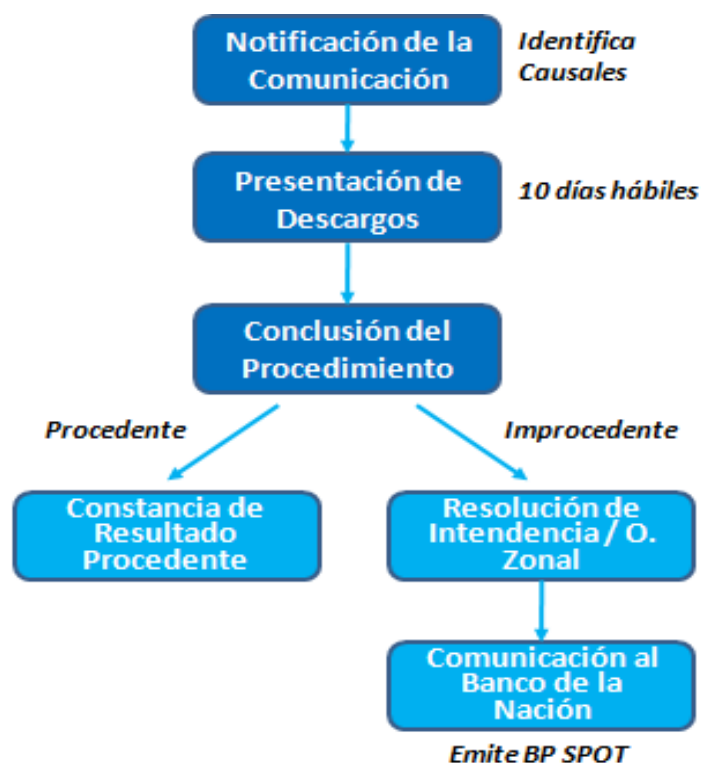 Notificación de la
Comunicación
Identifica
Causales
Presentación de
Descargos
10 días hábiles
Conclusión del
Procedimiento
Procedente
Improcedente
Constancia de
Resultado
Procedente
Resolución de
Intendencia / O.
Zonal
Comunicación al
Banco de la
Nación
Emite BP SPOT